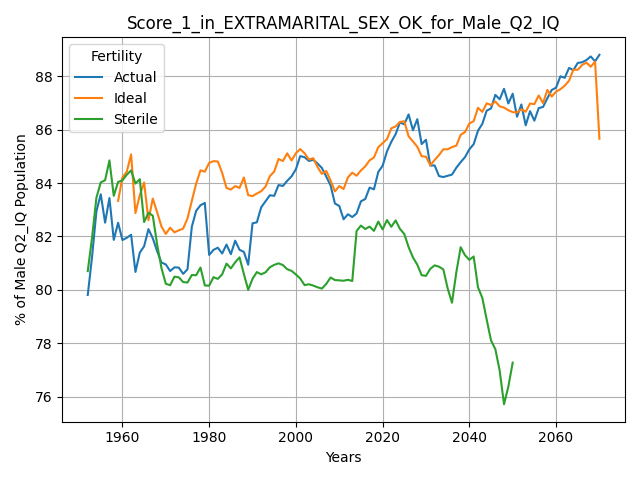 Score_1_in_EXTRAMARITAL_SEX_OK_for_Male_Q2_IQ
Fertility
Actual
Ideal
Sterile
% of Male Q2_IQ Population
88
86
84
82
80
78
76
1960
1980
2000
2020
2040
2060
Years